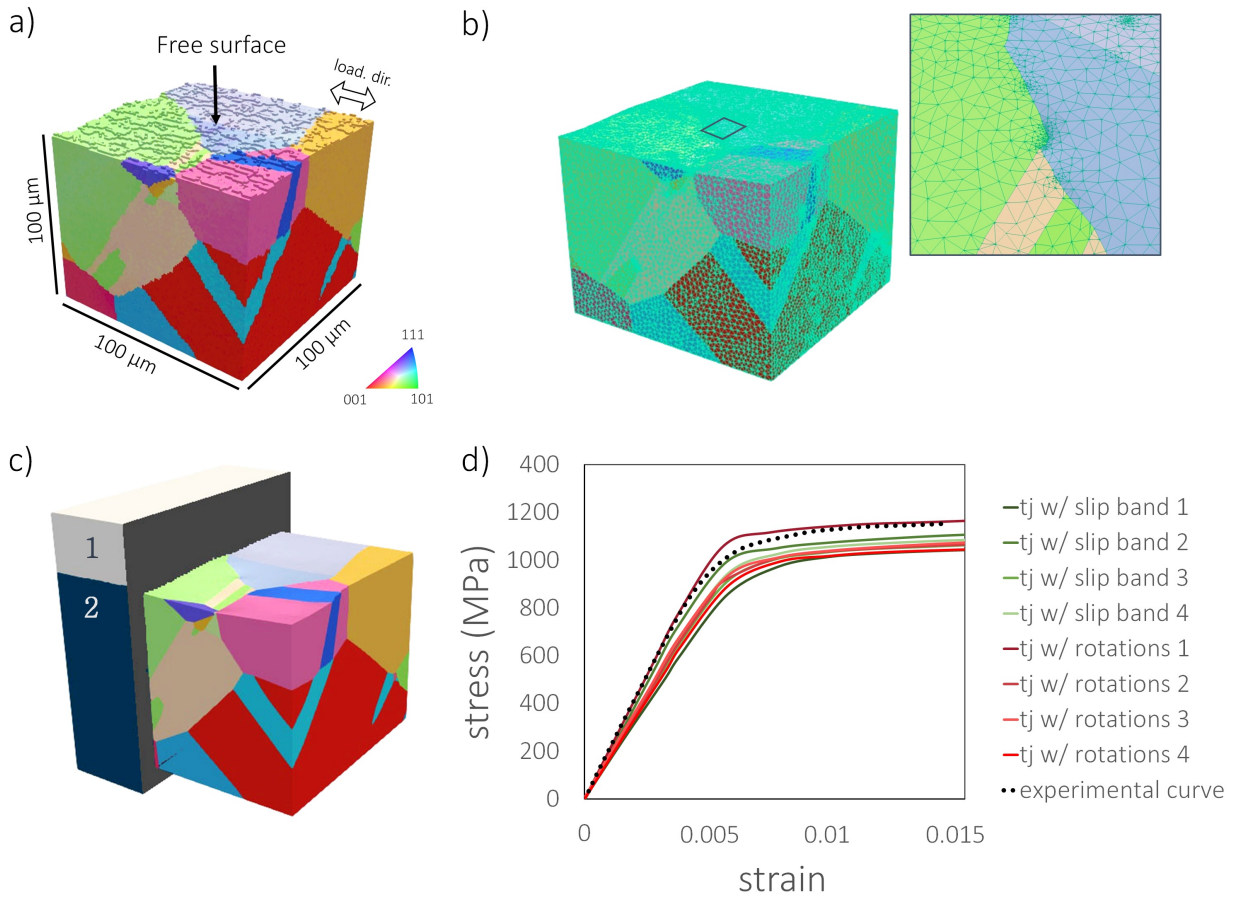 a)
Free surface
load. dir.
100 µm
100 µm
100 µm
111
001
101
b)
c)
1
2
d)
400
1200
1000
800
600
400
200
0
stress (MPa)
0
0.005
0.01
0.015
strain
tj w/ slip band 1
tj w/ slip band 2
tj w/ slip band 3
tj w/ slip band 4
tj w/ rotations 1
tj w/ rotations 2
tj w/ rotations 3
tj w/ rotations 4
experimental curve